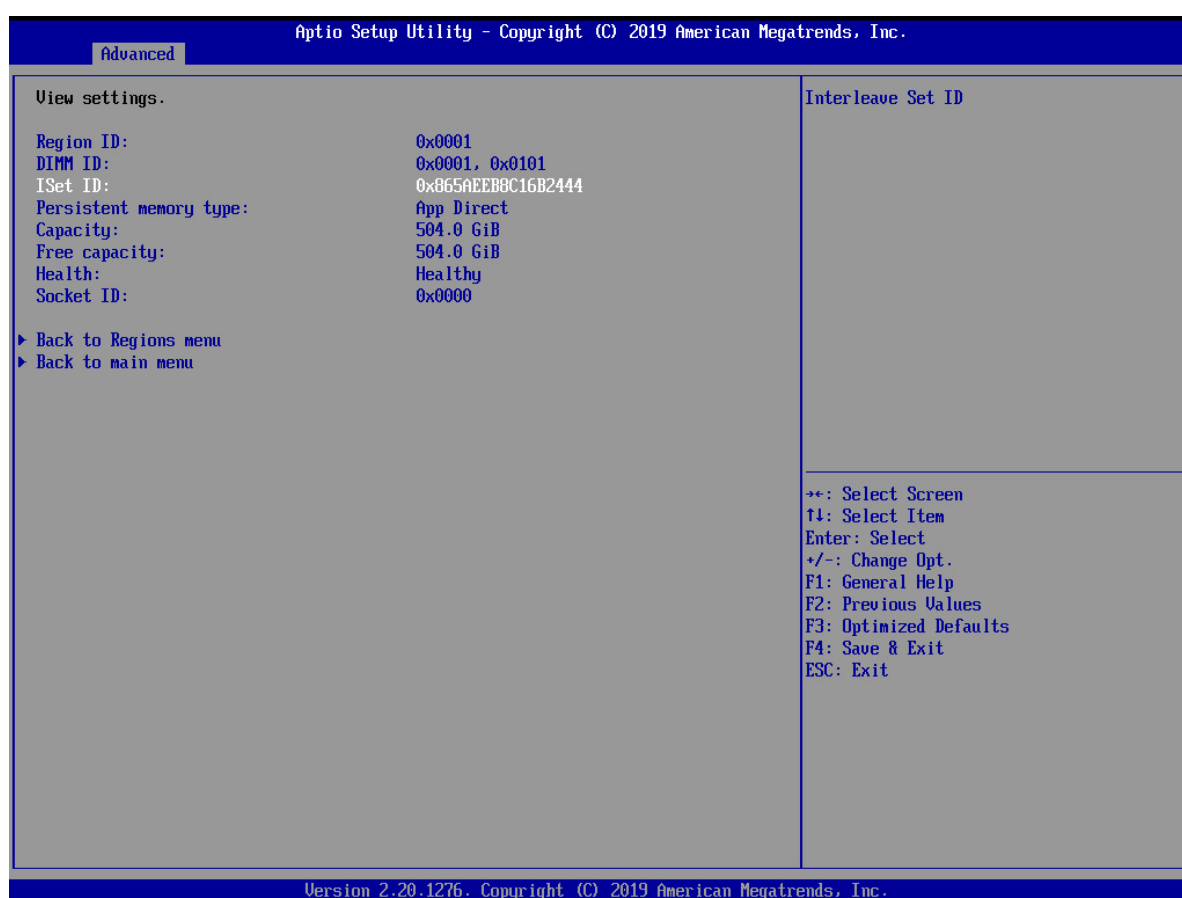 Aptio Setup Utility - Copyright (C) 2019 American Megatrends, Inc.
Advanced
View settings.
Region ID: 0x0001
DIMM ID: 0x0001, 0x0101
ISet ID: 0x865AEEB8C16B2444
Persistent memory type: App Direct
Capacity: 504.0 GiB
Free capacity: 504.0 GiB
Health: Healthy
Socket ID: 0x0000
▶ Back to Regions menu
▶ Back to main menu
Interleave Set ID
→←: Select Screen
↑↓: Select Item
Enter: Select
+/-: Change Opt.
F1: General Help
F2: Previous Values
F3: Optimized Defaults
F4: Save & Exit
ESC: Exit
Version 2.20.1276. Copyright (C) 2019 American Megatrends, Inc.